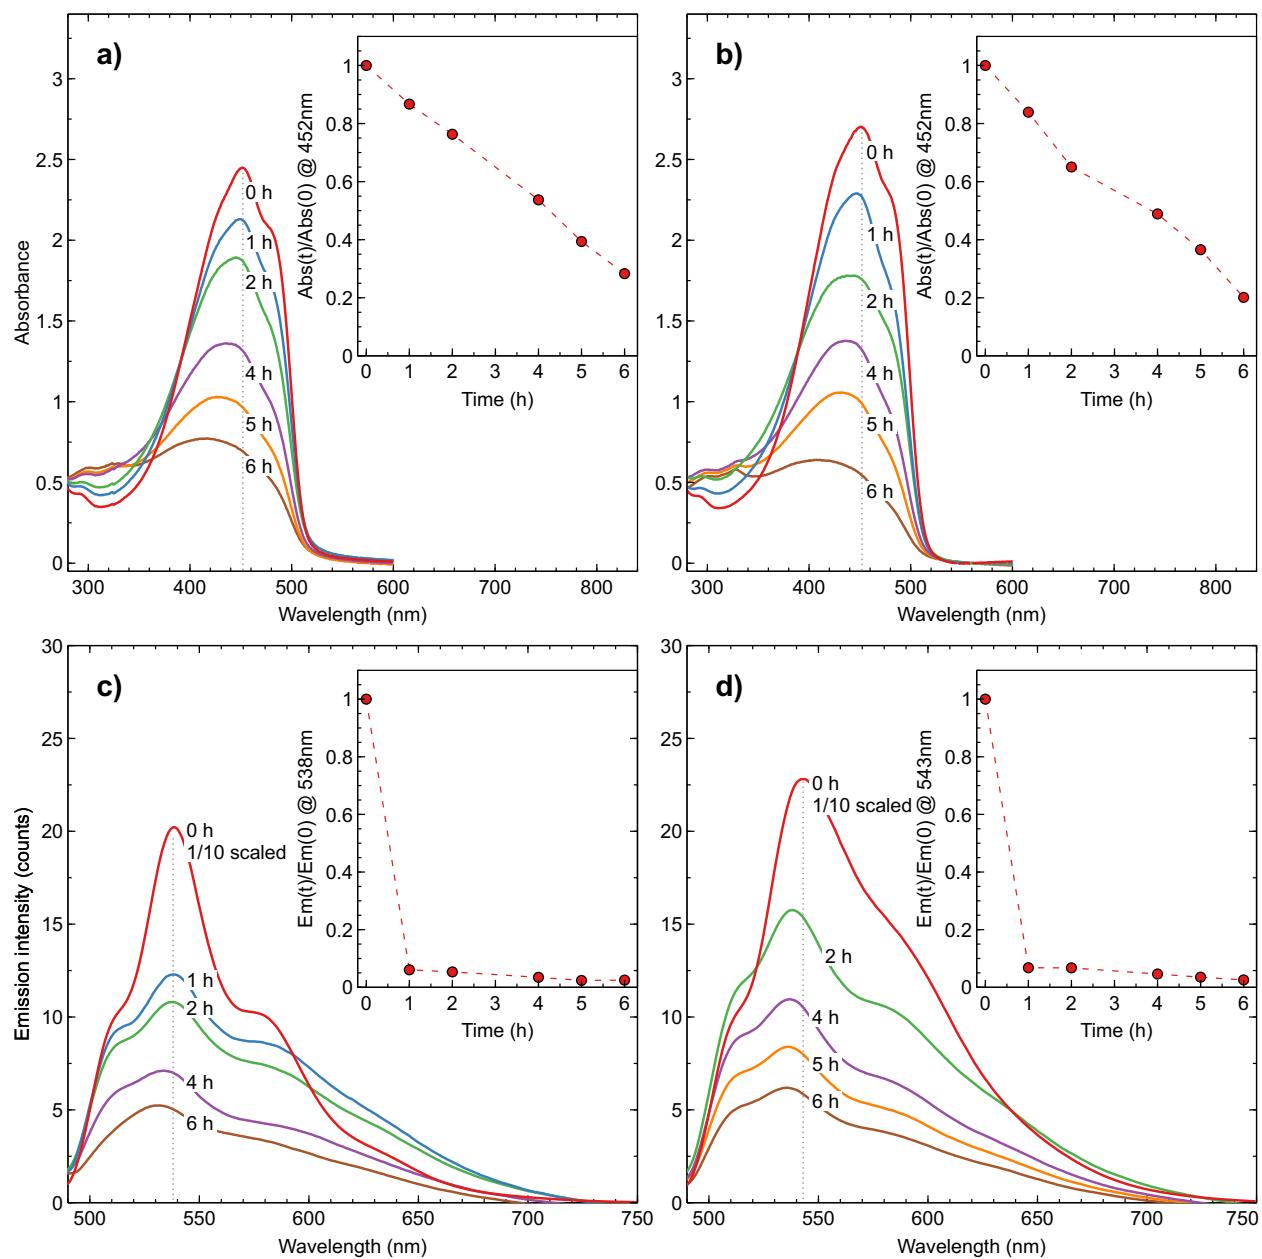 a)
3
2.5
2
1.5
1
0.5
0
Absorbance
300 400 500 600 700 800
Wavelength (nm)
0 h
1 h
2 h
4 h
5 h
6 h
1
0.8
0.6
0.4
0.2
0
Abs(t)/Abs(0) @ 452nm
0 1 2 3 4 5 6
Time (h)
b)
3
2.5
2
1.5
1
0.5
0
300 400 500 600 700 800
Wavelength (nm)
0 h
1 h
2 h
4 h
5 h
6 h
1
0.8
0.6
0.4
0.2
0
Abs(t)/Abs(0) @ 452nm
0 1 2 3 4 5 6
Time (h)
c)
30
25
20
15
10
5
0
Emission intensity (counts)
500 550 600 650 700 750
Wavelength (nm)
0 h
1/10 scaled
1 h
2 h
4 h
6 h
1
0.8
0.6
0.4
0.2
0
Em(t)/Em(0) @ 538nm
0 1 2 3 4 5 6
Time (h)
d)
30
25
20
15
10
5
0
500 550 600 650 700 750
Wavelength (nm)
0 h
1/10 scaled
2 h
4 h
5 h
6 h
1
0.8
0.6
0.4
0.2
0
Em(t)/Em(0) @ 543nm
0 1 2 3 4 5 6
Time (h)